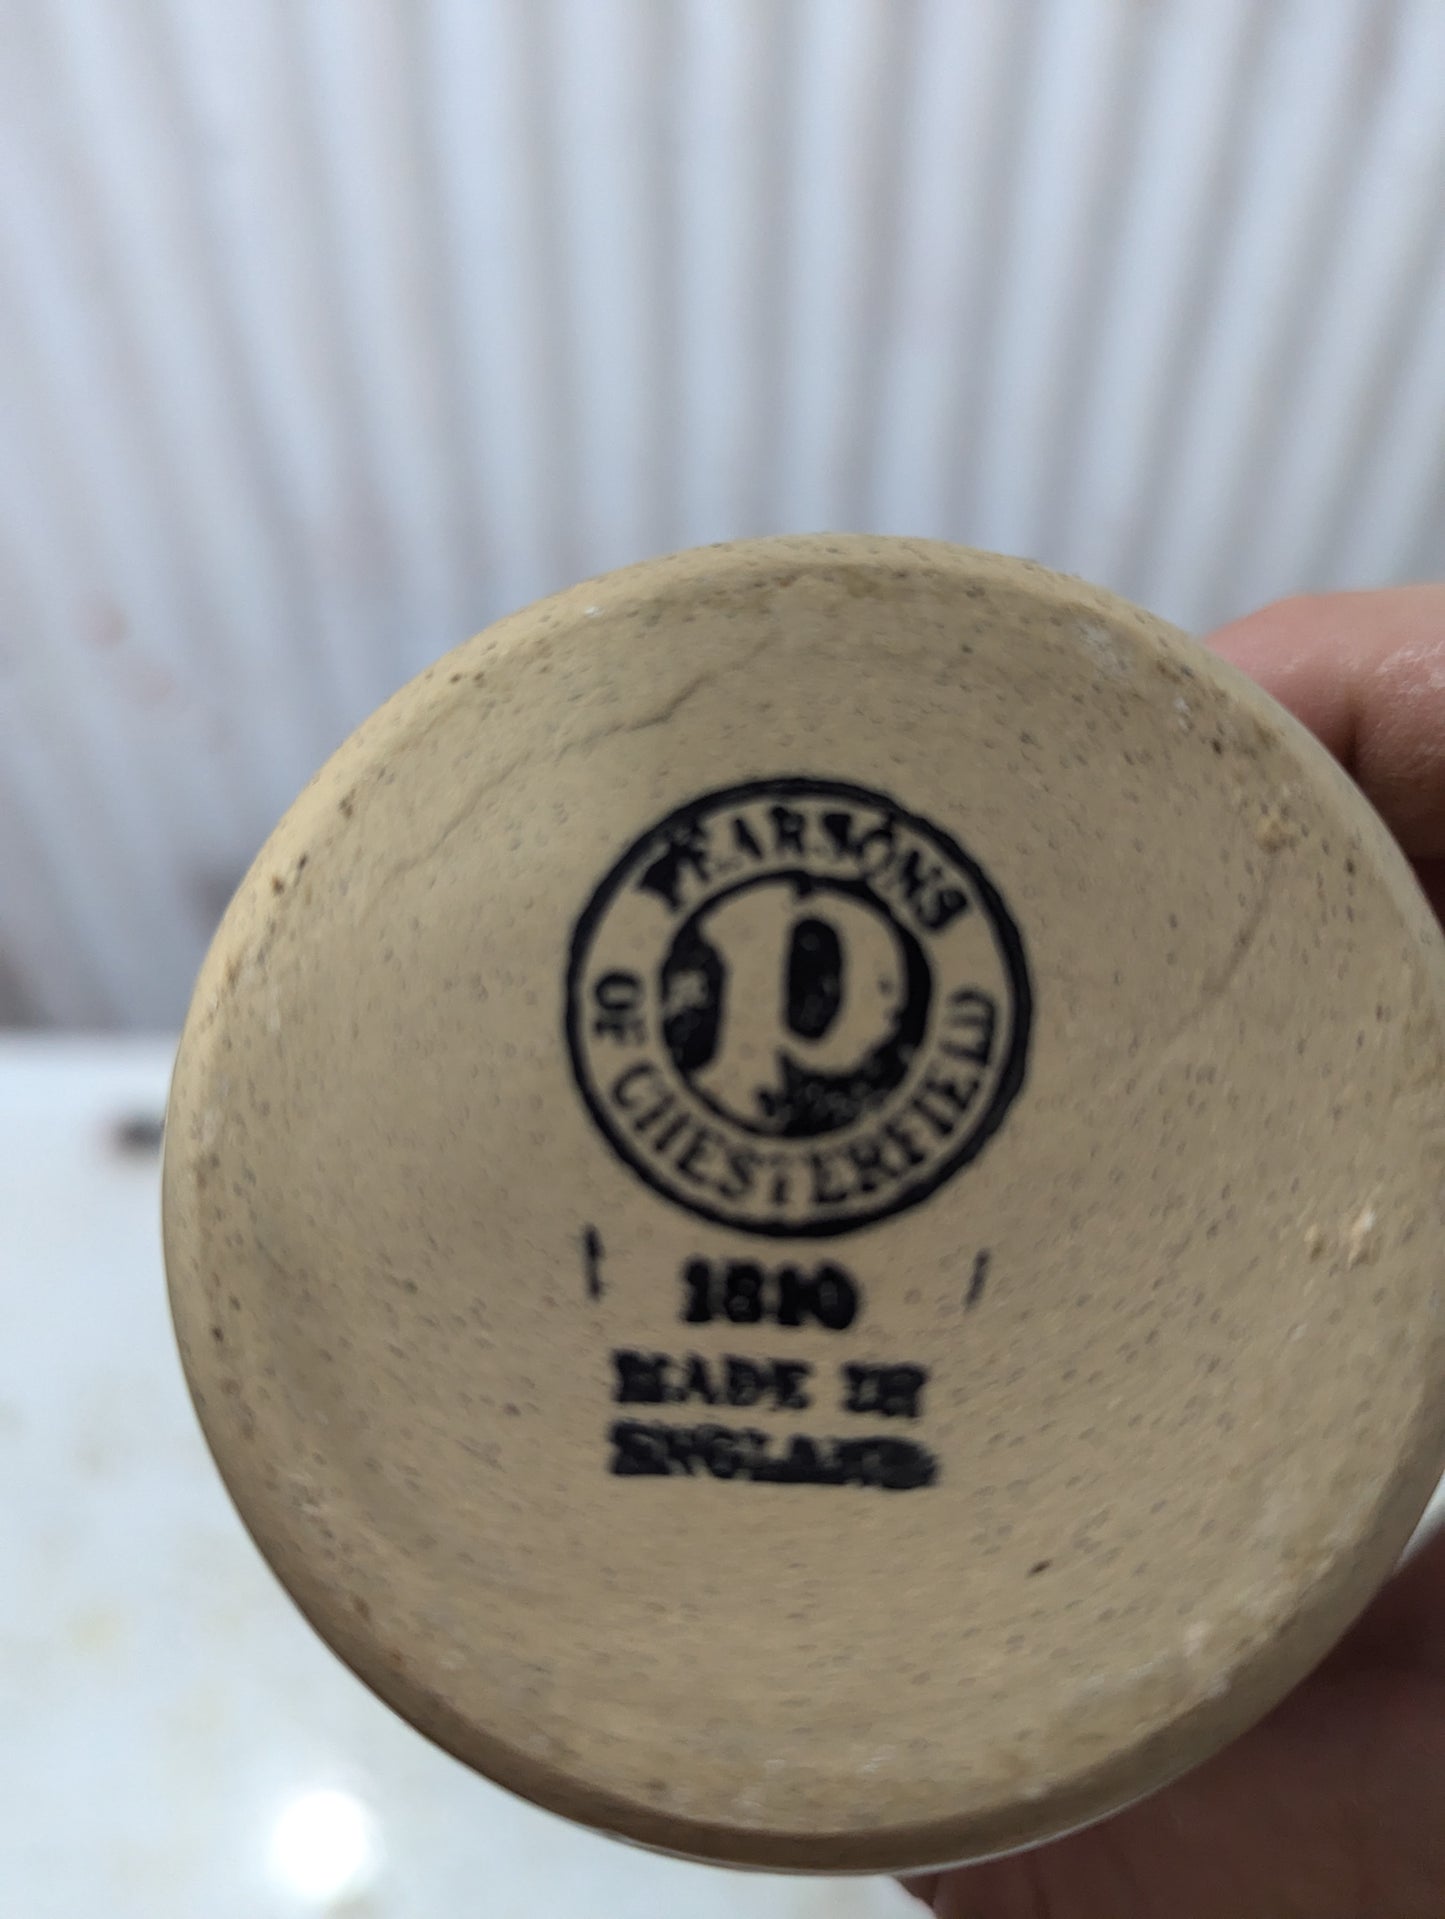 PEARSONS
OF CHESTERFIELD
P
1810
MADE IN
ENGLAND